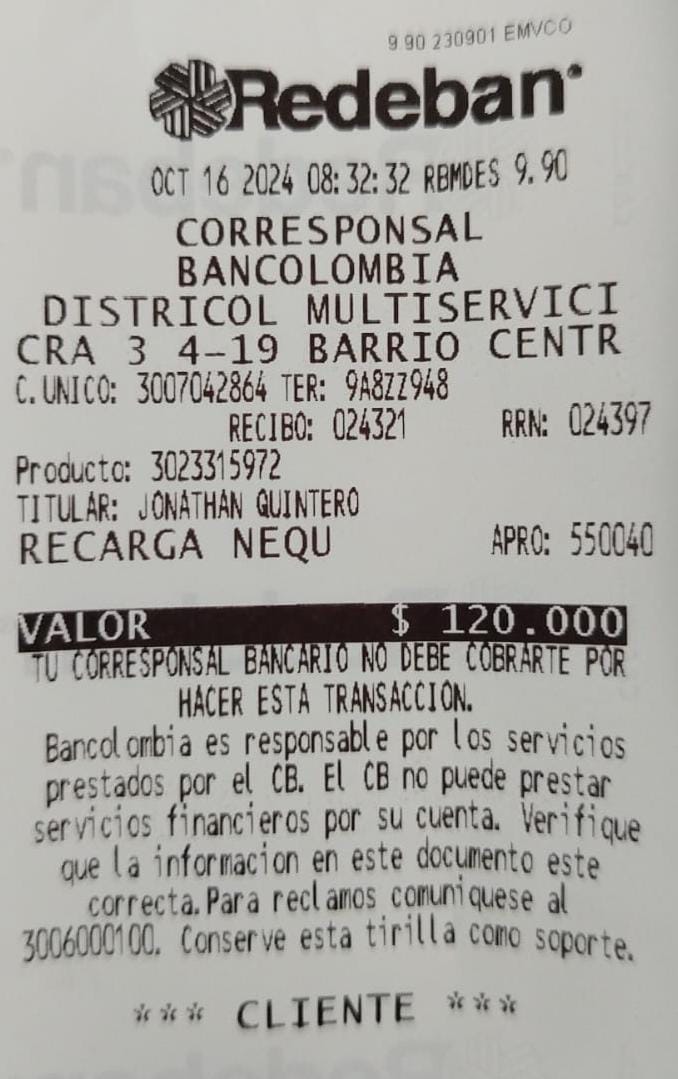 9.90 230901 EMVCO
Redeban
OCT 16 2024 08:32:32 RBMDES 9.90
CORRESPONSAL
BANCOLOMBIA
DISTRICOL MULTISERVICI
CRA 3 4-19 BARRIO CENTR
C.UNICO: 3007042864 TER: 9A8ZZ948
RECIBO: 024321 RRN: 024397
Producto: 3023315972
TITULAR: JONATHAN QUINTERO
RECARGA NEQU APRO: 550040
VALOR $ 120.000
TU CORRESPONSAL BANCARIO NO DEBE COBRARTE POR
HACER ESTA TRANSACCION.
Bancolombia es responsable por los servicios
prestados por el CB. El CB no puede prestar
servicios financieros por su cuenta. Verifique
que la informacion en este documento este
correcta.Para reclamos comuniquese al
3006000100. Conserve esta tirilla como soporte.
*** CLIENTE ***